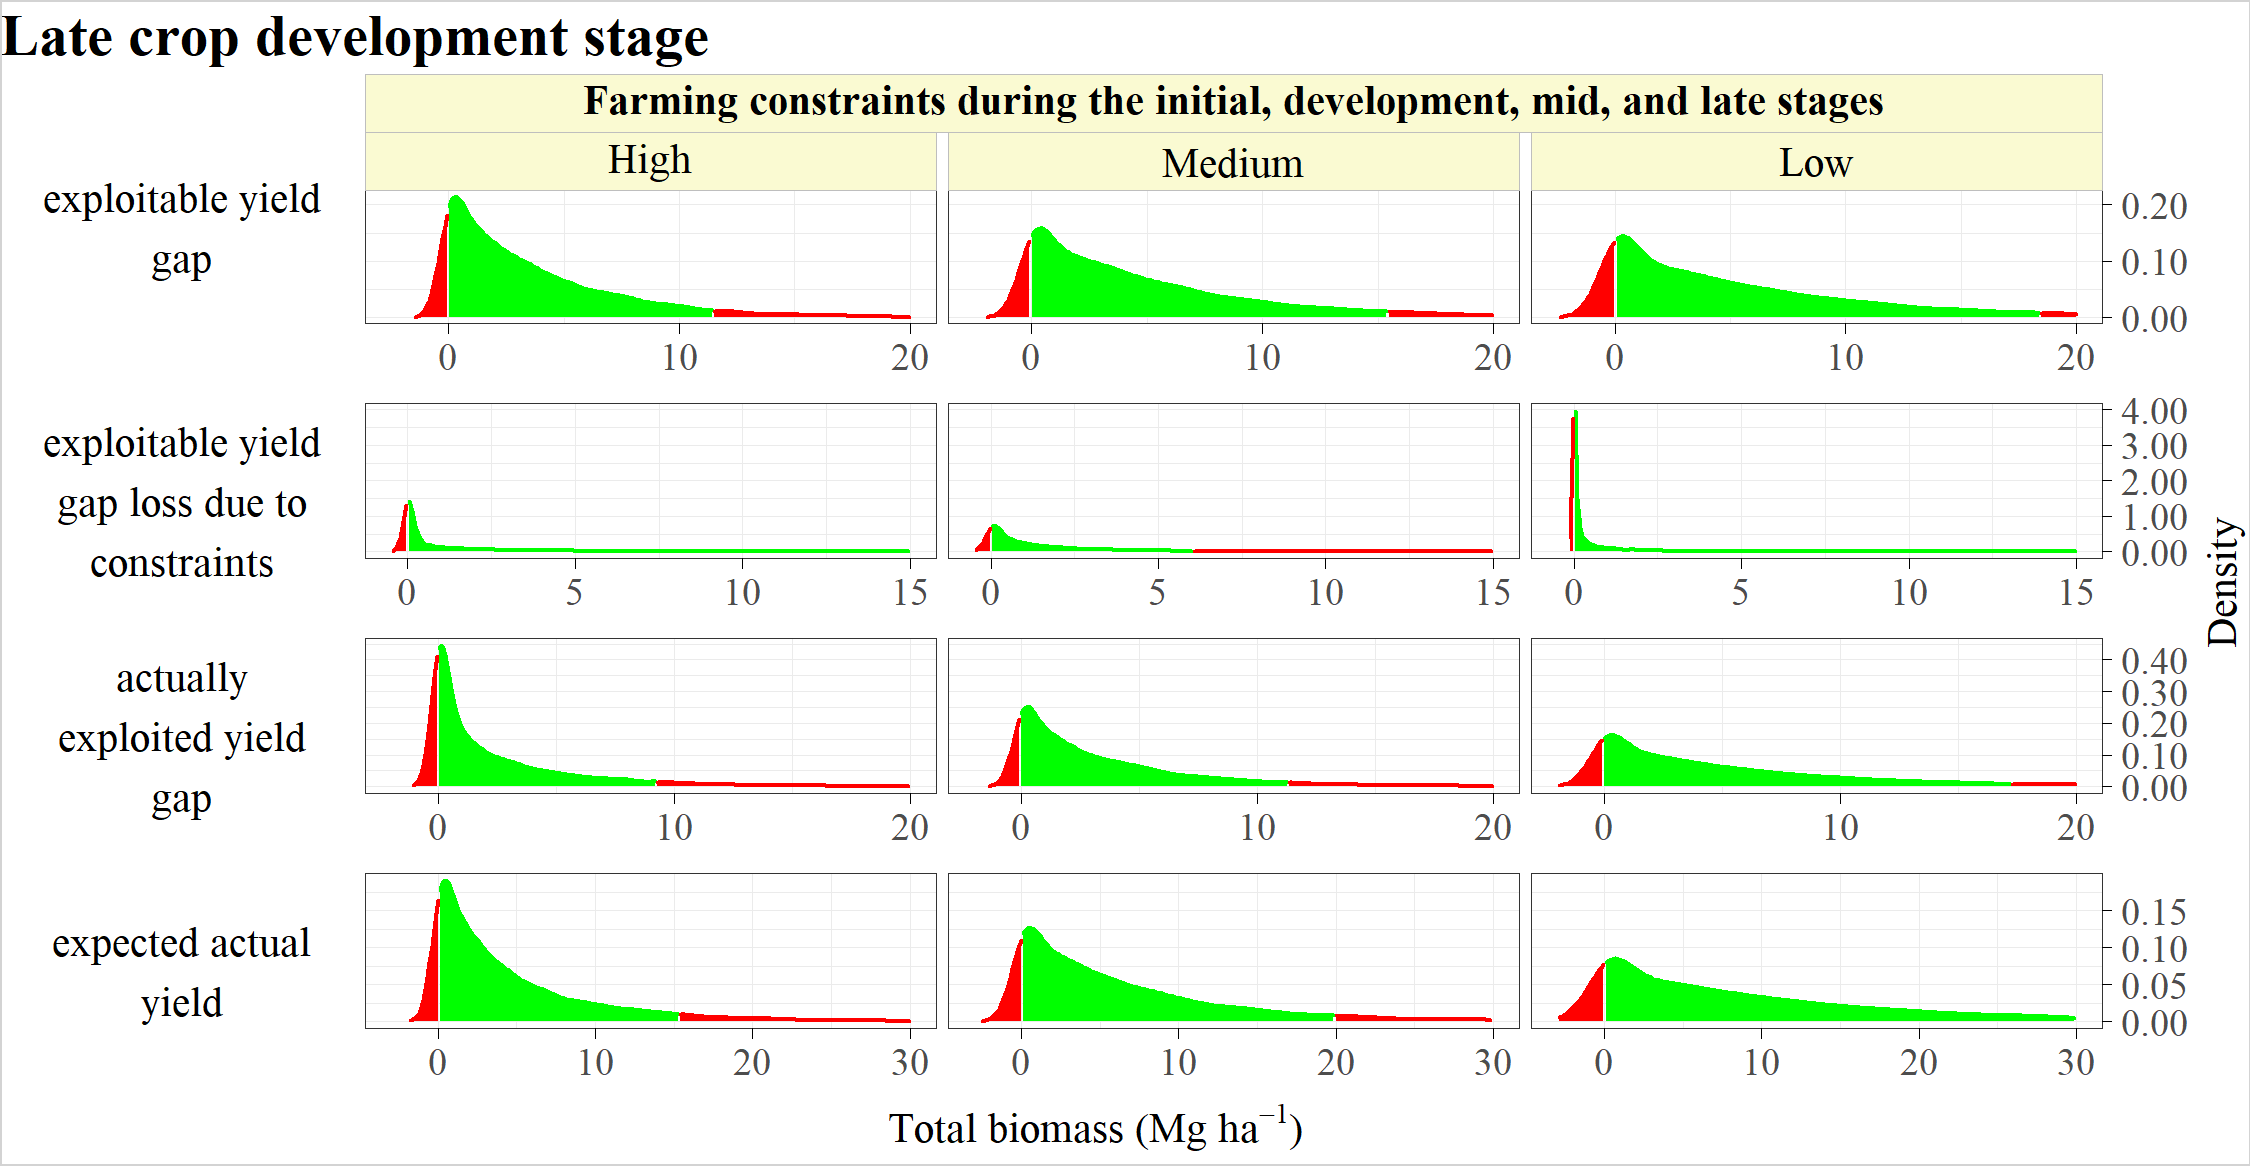 Late crop development stage
Farming constraints during the initial, development, mid, and late stages
High Medium Low
exploitable yield
gap
0.20
0.10
0.00
0 10 20 0 10 20 0 10 20
exploitable yield
gap loss due to
constraints
4.00
3.00
2.00
1.00
0.00
0 5 10 15 0 5 10 15 0 5 10 15
Density
actually
exploited yield
gap
0.40
0.30
0.20
0.10
0.00
0 10 20 0 10 20 0 10 20
expected actual
yield
0.15
0.10
0.05
0.00
0 10 20 30 0 10 20 30 0 10 20 30
Total biomass (Mg ha⁻¹)